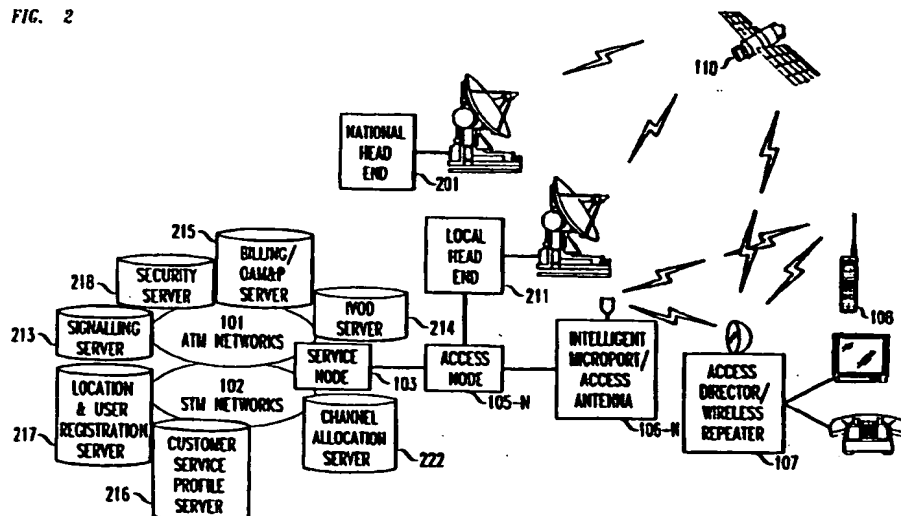 FIG. 2
110
NATIONAL
HEAD
END
201
LOCAL
HEAD
END
211
215
BILLING/
OAM&P
SERVER
218
SECURITY
SERVER
213
SIGNALLING
SERVER
101
ATM NETWORKS
IVOD
SERVER
214
LOCATION
& USER
REGISTRATION
SERVER
217
102
STM NETWORKS
SERVICE
NODE
103
ACCESS
NODE
105-N
INTELLIGENT
MICROPORT/
ACCESS
ANTENNA
106-N
ACCESS
DIRECTOR/
WIRELESS
REPEATER
107
108
CUSTOMER
SERVICE
PROFILE
SERVER
216
CHANNEL
ALLOCATION
SERVER
222